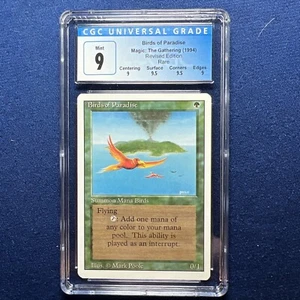 CGC UNIVERSAL GRADE
Mint
9
Birds of Paradise
Magic: The Gathering (1994)
Revised Edition
Rare
Centering Surface Corners Edges
9 9.5 9.5 9
Birds of Paradise
Summon Mana Birds
Flying
: Add one mana of
any color to your mana
pool. This ability is
played as an interrupt.
Illus. © Mark Poole
0/1